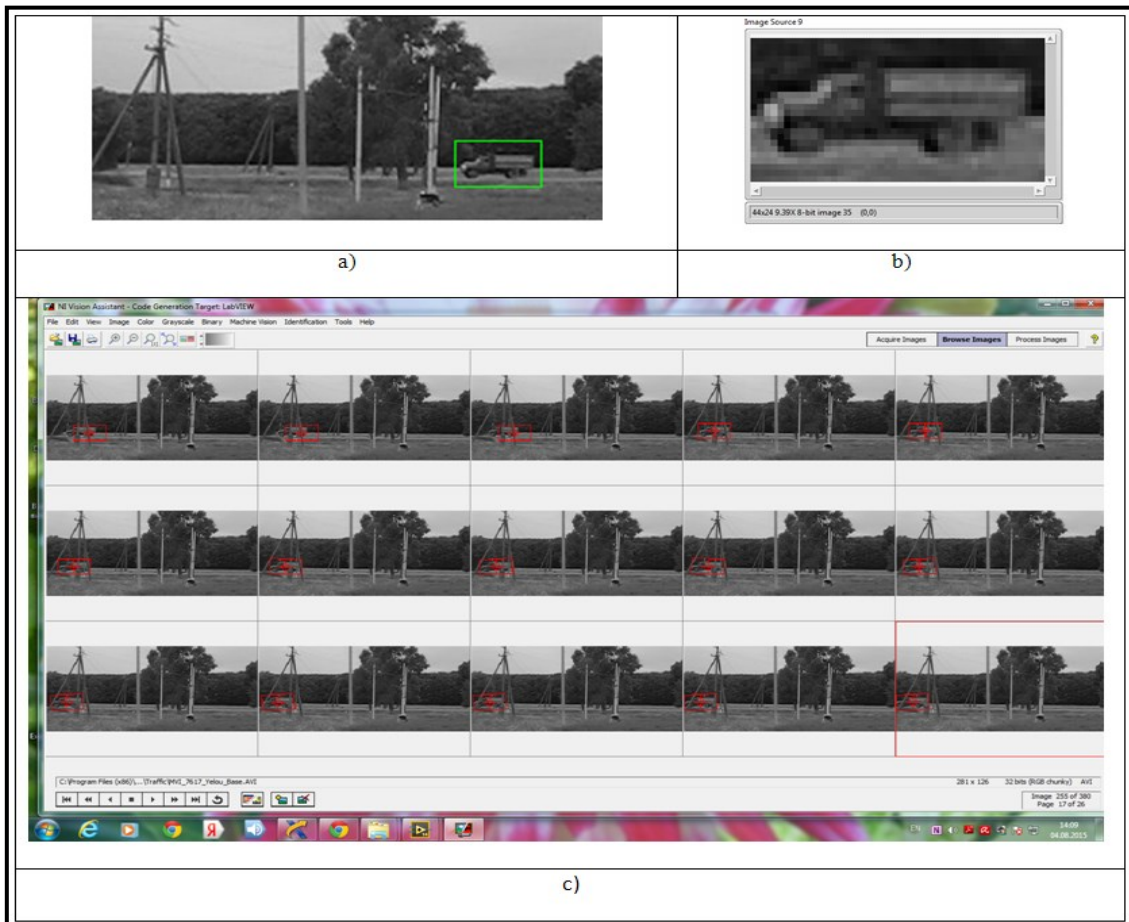 Image Source 9
44x24 9.39X 8-bit image 35 (0,0)
a)
b)
NI Vision Assistant - Code Generation Target: LabVIEW
File Edit View Image Color Grayscale Binary Machine Vision Identification Tools Help
Acquire Images Browse Images Process Images
C:\Program Files (x86)\,...\Traffic\MVI_7617_Yelou_Base.AVI
281 x 126 32 bits (RGB chunky) AVI
Image 255 of 380
Page 17 of 26
EN
14:09
04.08.2015
c)